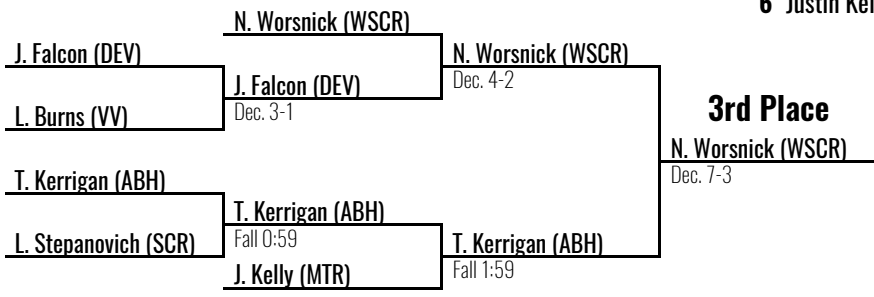 6 Justin
N. Worsnick (WSCR)
J. Falcon (DEV)
N. Worsnick (WSCR)
J. Falcon (DEV)
Dec. 4-2
L. Burns (VV)
Dec. 3-1
3rd Place
N. Worsnick (WSCR)
T. Kerrigan (ABH)
Dec. 7-3
T. Kerrigan (ABH)
L. Stepanovich (SCR)
Fall 0:59
T. Kerrigan (ABH)
J. Kelly (MTR)
Fall 1:59